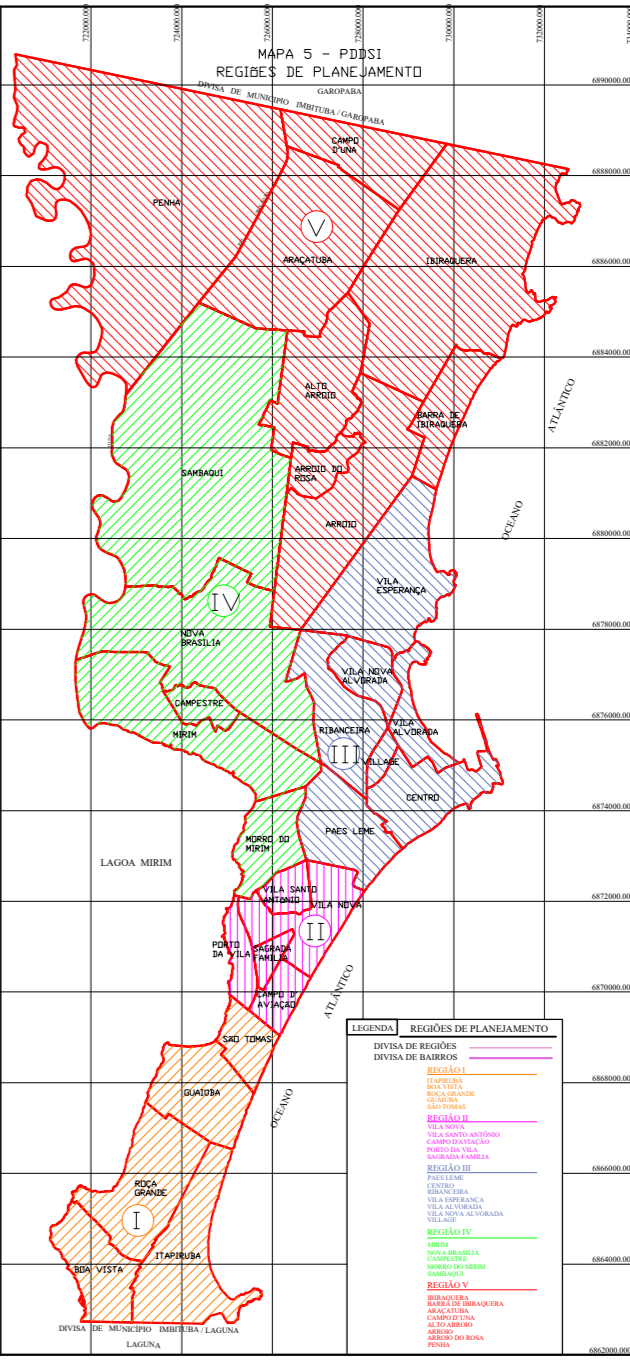 722000.00
724000.00
726000.00
728000.00
730000.00
732000.00
MAPA 5 - PDDSI
REGIÕES DE PLANEJAMENTO
DIVISA DE MUNICÍPIO IMBITUBA / GAROPABA
GAROPABA
6890000.00
CAMPO
D'UNA
6888000.00
PENHA
V
ARAÇATUBA
IBIRAQUERA
6886000.00
6884000.00
ALTO
ARROIO
BARRA DE
IBIRAQUERA
ATLÂNTICO
6882000.00
SAMBAQUI
ARROIO DO
ROSA
ARROIO
OCEANO
6880000.00
VILA
ESPERANÇA
IV
6878000.00
NOVA
BRASILIA
VILA NOVA
ALVORADA
CAMPESTRE
6876000.00
MIRIM
RIBANCEIRA
VILA
ALVORADA
III
VILLAGE
CENTRO
6874000.00
PAES LEME
MORRO DO
MIRIM
LAGOA MIRIM
6872000.00
VILA SANTO
ANTONIO
VILA NOVA
II
PORTO
DA VILA
SAGRADA
FAMILIA
6870000.00
CAMPO D'
AVIAÇÃO
ATLÂNTICO
SÃO TOMAS
OCEANO
6868000.00
GUAIUBA
6866000.00
ROÇA
GRANDE
I
ITAPIRUBA
BOA VISTA
6864000.00
DIVISA DE MUNICÍPIO IMBITUBA / LAGUNA
LAGUNA
6862000.00
LEGENDA
REGIÕES DE PLANEJAMENTO
DIVISA DE REGIÕES
DIVISA DE BAIRROS
REGIÃO I
ITAPIRUBA
BOA VISTA
ROÇA GRANDE
GUAIUBA
SÃO TOMAS
REGIÃO II
VILA NOVA
VILA SANTO ANTÔNIO
CAMPO D'AVIAÇÃO
PORTO DA VILA
SAGRADA FAMILIA
REGIÃO III
PAES LEME
CENTRO
RIBANCEIRA
VILA ESPERANÇA
VILA ALVORADA
VILA NOVA ALVORADA
VILLAGE
REGIÃO IV
MIRIM
NOVA BRASILIA
CAMPESTRE
MORRO DO MIRIM
SAMBAQUI
REGIÃO V
IBIRAQUERA
BARRA DE IBIRAQUERA
ARAÇATUBA
CAMPO D'UNA
ALTO ARROIO
ARROIO
ARROIO DO ROSA
PENHA